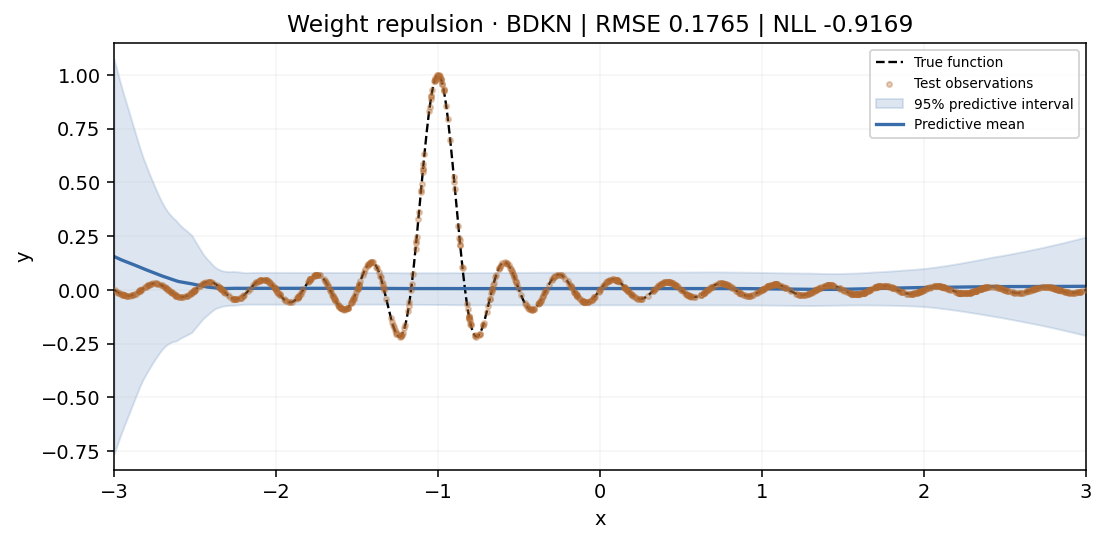 Weight repulsion · BDKN | RMSE 0.1765 | NLL -0.9169
True function
Test observations
95% predictive interval
Predictive mean
1.00
0.75
0.50
0.25
0.00
−0.25
−0.50
−0.75
y
−3
−2
−1
0
1
2
3
x